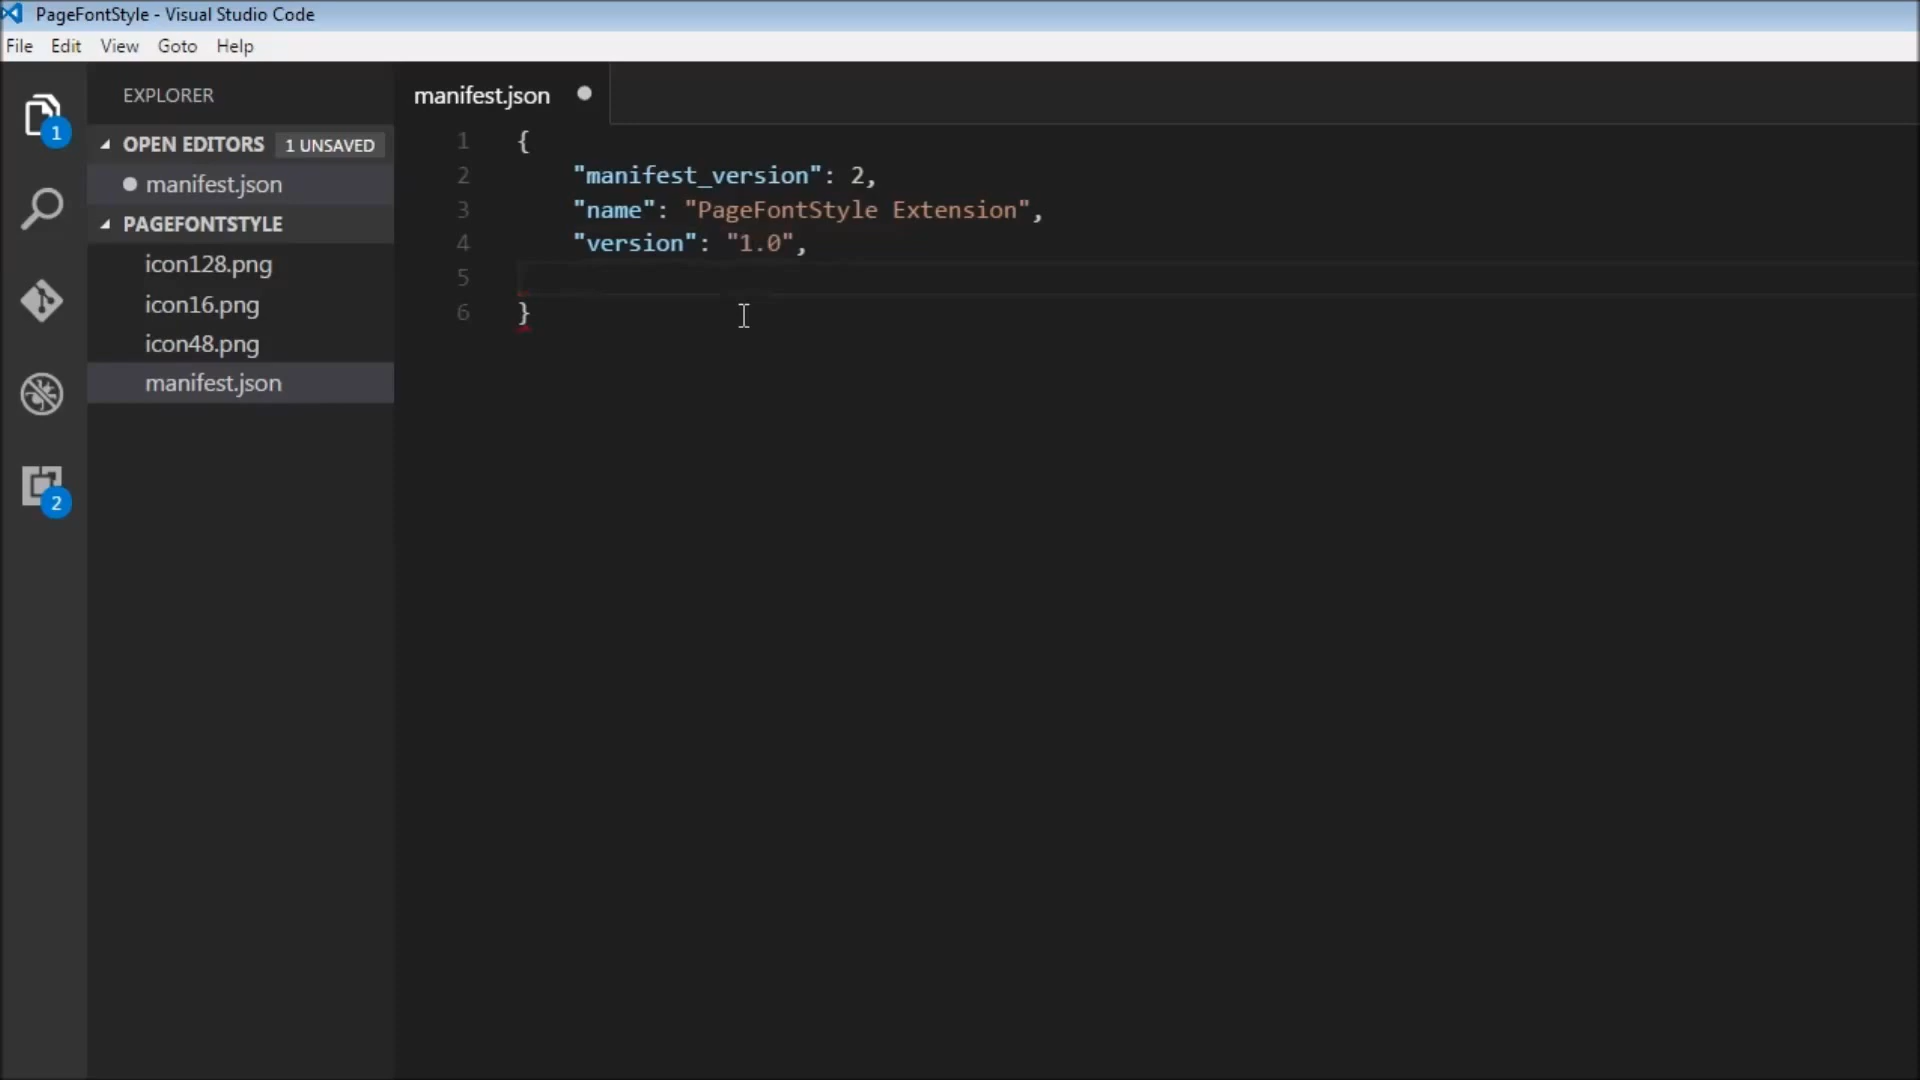 PageFontStyle - Visual Studio Code
File Edit View Goto Help
EXPLORER
OPEN EDITORS 1 UNSAVED
manifest.json
PAGEFONTSTYLE
icon128.png
icon16.png
icon48.png
manifest.json
1
2
manifest.json
1 {
2 "manifest_version": 2,
3 "name": "PageFontStyle Extension",
4 "version": "1.0",
5
6 }